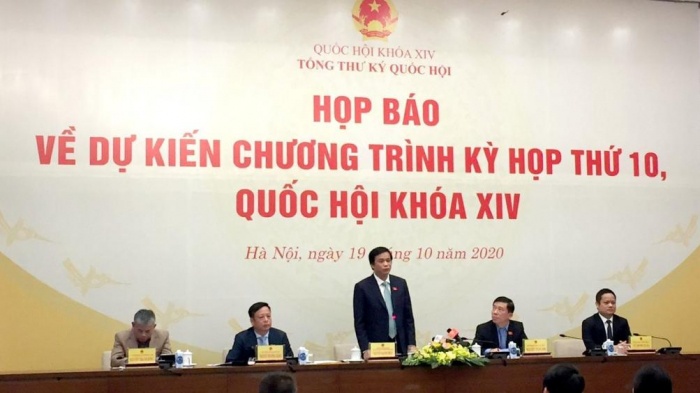 QUỐC HỘI KHÓA XIV
TỔNG THƯ KÝ QUỐC HỘI
HỌP BÁO
VỀ DỰ KIẾN CHƯƠNG TRÌNH KỲ HỌP THỨ 10,
QUỐC HỘI KHÓA XIV
Hà Nội, ngày 19 tháng 10 năm 2020